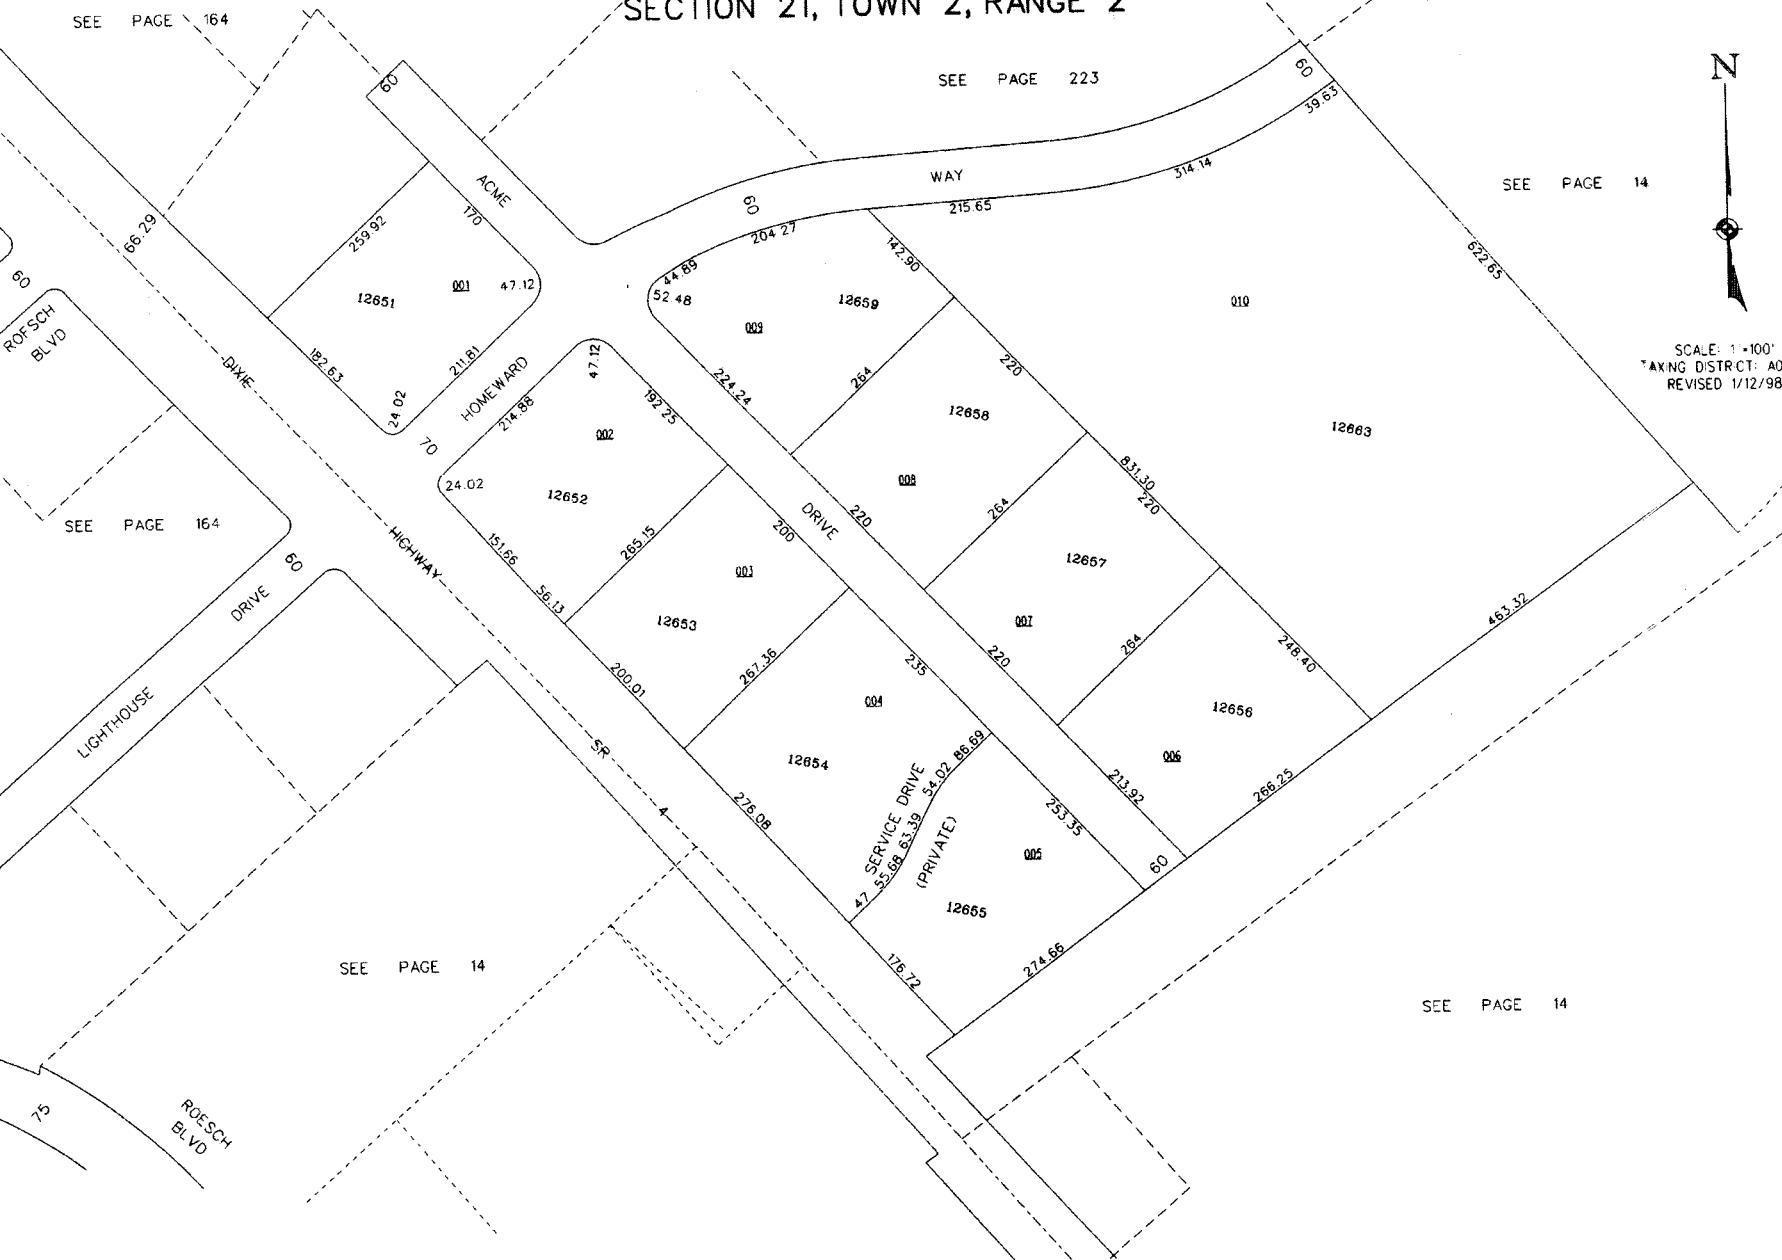 SECTION 21, TOWN 2, RANGE 2
SEE PAGE 164
SEE PAGE 223
N
60
60
39.63
ACME
WAY
314.14
SEE PAGE 14
170
60
215.65
66.29
259.92
204.27
142.90
622.65
60
44.89
001
47.12
52.48
12651
12659
010
009
ROESCH
BLVD
SCALE: 1"=100'
TAXING DISTRICT: A0
REVISED 1/12/98
182.63
211.81
47.12
220
DIXIE
HOMEWARD
224.24
264
24.02
214.88
192.25
12658
12663
70
002
24.02
12652
008
831.30
220
SEE PAGE 164
HIGHWAY
151.66
265.15
200
DRIVE
220
264
60
003
12657
DRIVE
56.13
12653
007
463.32
200.01
267.36
235
220
264
248.40
LIGHTHOUSE
004
12656
SR
12654
86.69
006
54.02
213.92
266.25
4
276.08
SERVICE DRIVE
63.39
253.35
(PRIVATE)
55.68
005
60
47
12655
SEE PAGE 14
176.72
274.66
SEE PAGE 14
75
ROESCH
BLVD